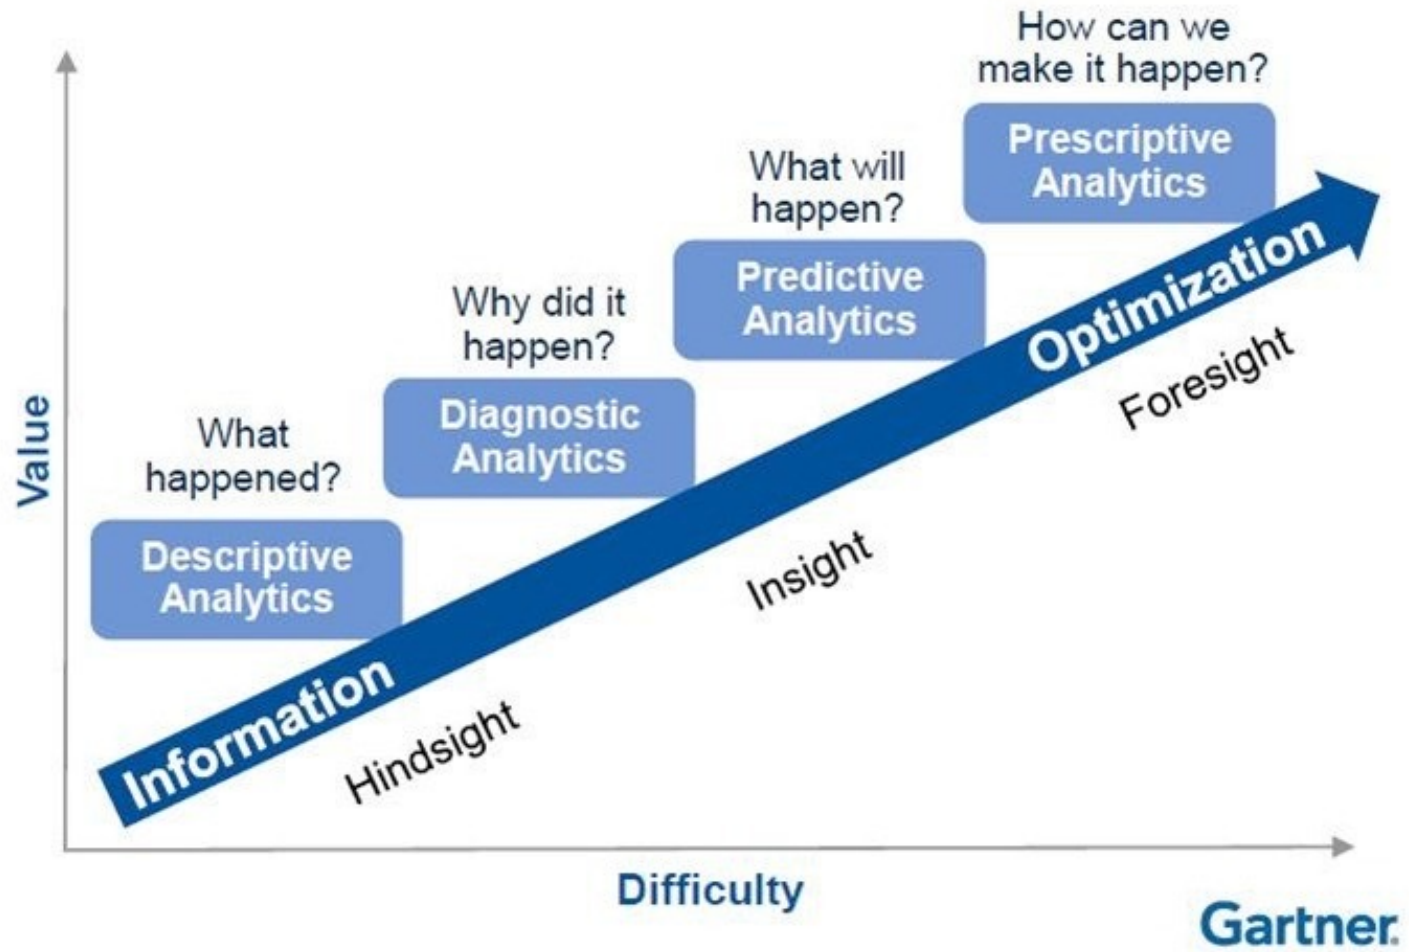 How can we
make it happen?
Prescriptive
Analytics
What will
happen?
Predictive
Analytics
Why did it
happen?
Diagnostic
Analytics
What
happened?
Descriptive
Analytics
Value
Information
Optimization
Hindsight
Insight
Foresight
Difficulty
Gartner.